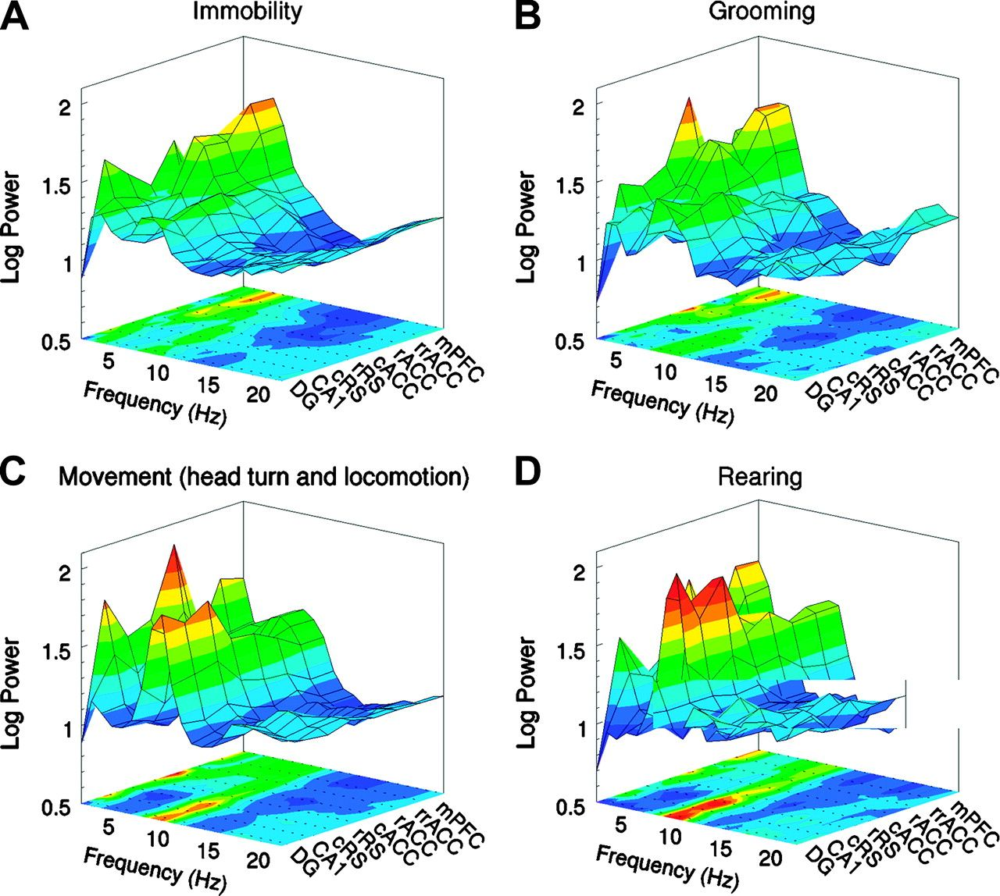 A
Immobility
2
1.5
1
0.5
Log Power
5
10
15
20
Frequency (Hz)
DG
CA1
cRS
rRS
cACC
rACC
rACC
mPFC
B
Grooming
2
1.5
1
0.5
Log Power
5
10
15
20
Frequency (Hz)
DG
CA1
cRS
rRS
cACC
rACC
rACC
mPFC
C
Movement (head turn and locomotion)
2
1.5
1
0.5
Log Power
5
10
15
20
Frequency (Hz)
DG
CA1
cRS
rRS
cACC
rACC
rACC
mPFC
D
Rearing
2
1.5
1
0.5
Log Power
5
10
15
20
Frequency (Hz)
DG
CA1
cRS
rRS
cACC
rACC
rACC
mPFC